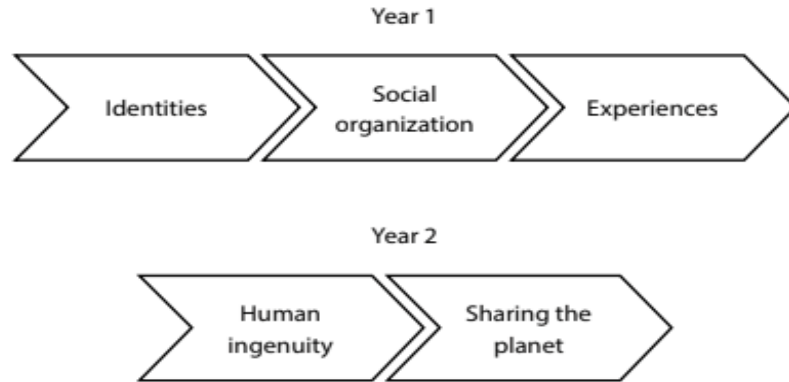 Year 1
Identities
Social
organization
Experiences
Year 2
Human
ingenuity
Sharing the
planet